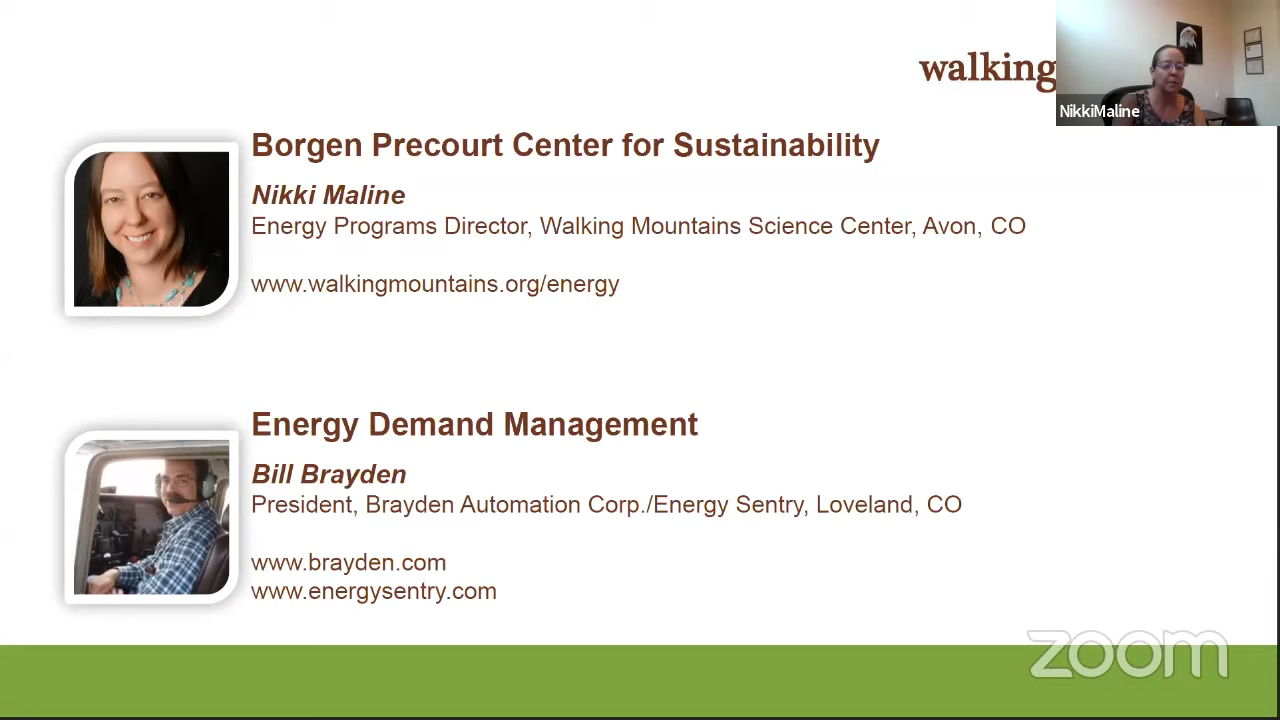 walking
NikkiMaline
Borgen Precourt Center for Sustainability
Nikki Maline
Energy Programs Director, Walking Mountains Science Center, Avon, CO
www.walkingmountains.org/energy
Energy Demand Management
Bill Brayden
President, Brayden Automation Corp./Energy Sentry, Loveland, CO
www.brayden.com
www.energysentry.com
zoom